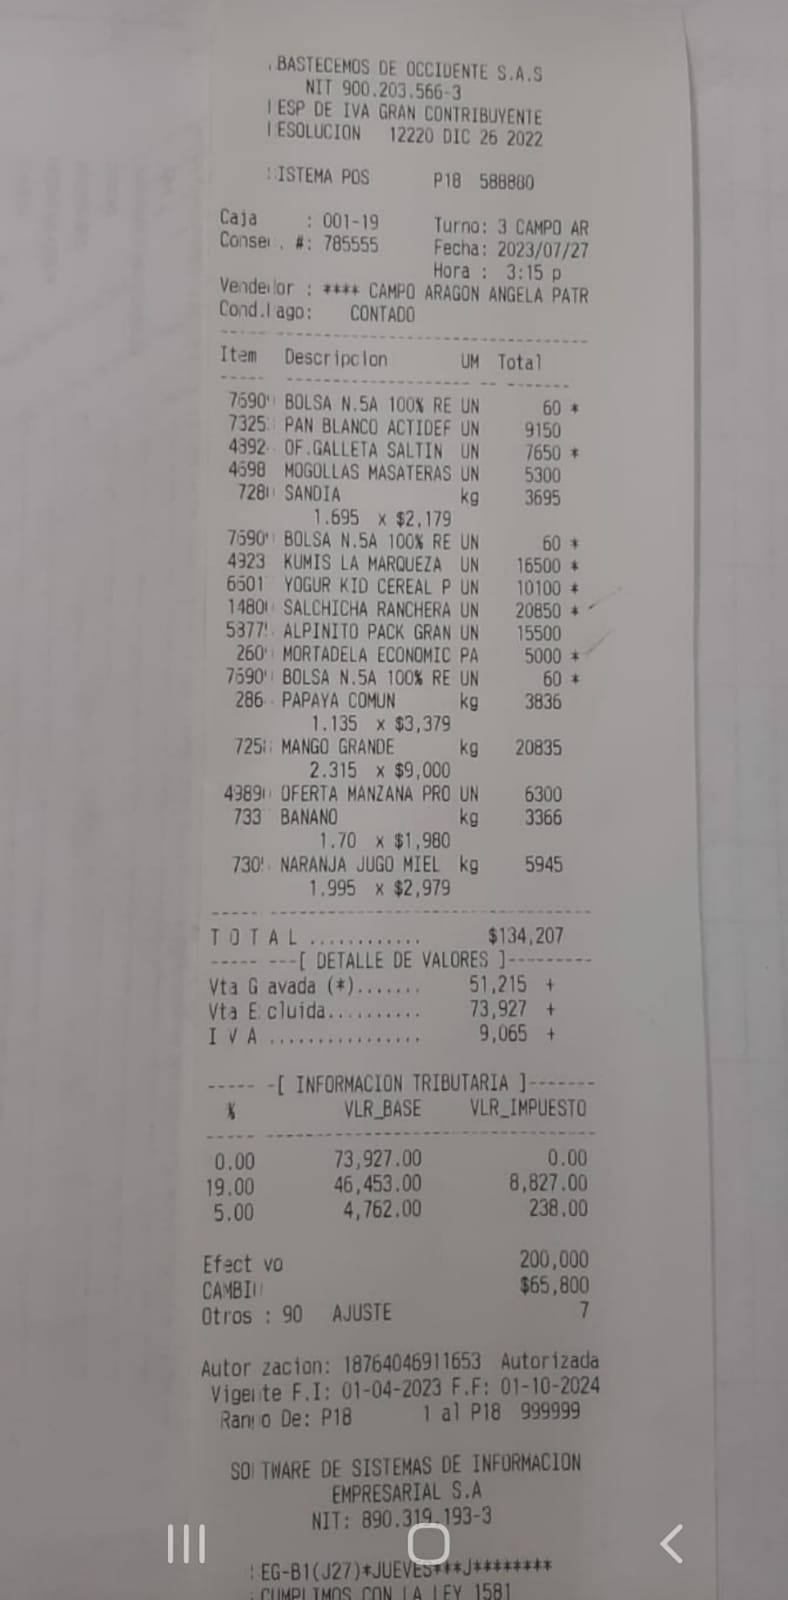 .BASTECEMOS DE OCCIDENTE S.A.S
NIT 900.203.566-3
ESP DE IVA GRAN CONTRIBUYENTE
ESOLUCION 12220 DIC 26 2022
ISTEMA POS P18 588880
Caja : 001-19 Turno: 3 CAMPO AR
Consec. #: 785555 Fecha: 2023/07/27
Hora : 3:15 p
Vendedor : **** CAMPO ARAGON ANGELA PATR
Cond.Pago: CONTADO
Item Descripcion UM Total
7690 BOLSA N.5A 100% RE UN 60 *
7325 PAN BLANCO ACTIDEF UN 9150
4392 OF.GALLETA SALTIN UN 7650 *
4698 MOGOLLAS MASATERAS UN 5300
728 SANDIA kg 3695
1.695 x $2,179
7690 BOLSA N.5A 100% RE UN 60 *
4923 KUMIS LA MARQUEZA UN 16500 *
6501 YOGUR KID CEREAL P UN 10100 *
1480 SALCHICHA RANCHERA UN 20850 *
5377 ALPINITO PACK GRAN UN 15500
260 MORTADELA ECONOMIC PA 5000 *
7690 BOLSA N.5A 100% RE UN 60 *
286 PAPAYA COMUN kg 3836
1.135 x $3,379
725 MANGO GRANDE kg 20835
2.315 x $9,000
4989 OFERTA MANZANA PRO UN 6300
733 BANANO kg 3366
1.70 x $1,980
730 NARANJA JUGO MIEL kg 5945
1.995 x $2,979
T O T A L ............ $134,207
----- ---[ DETALLE DE VALORES ]---------
Vta G avada (*)....... 51,215 +
Vta E cluida.......... 73,927 +
I V A ................ 9,065 +
----- -[ INFORMACION TRIBUTARIA ]-------
% VLR_BASE VLR_IMPUESTO
0.00 73,927.00 0.00
19.00 46,453.00 8,827.00
5.00 4,762.00 238.00
Efect vo 200,000
CAMBI $65,800
Otros : 90 AJUSTE 7
Autor zacion: 18764046911653 Autorizada
Vigente F.I: 01-04-2023 F.F: 01-10-2024
Rango De: P18 1 al P18 999999
SO TWARE DE SISTEMAS DE INFORMACION
EMPRESARIAL S.A
NIT: 890.319.193-3
EG-B1(J27)*JUEVES***J********
CUMPLIMOS CON LA LEY 1581